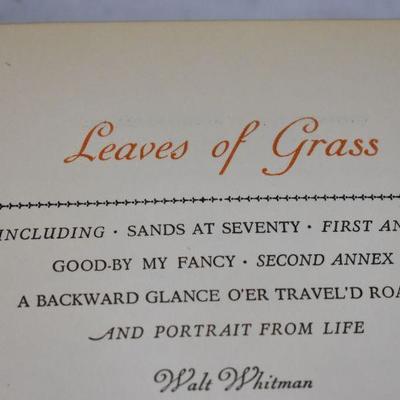 Leaves of Grass
INCLUDING · SANDS AT SEVENTY · FIRST AN
GOOD-BY MY FANCY · SECOND ANNEX
A BACKWARD GLANCE O'ER TRAVEL'D ROA
AND PORTRAIT FROM LIFE
Walt Whitman